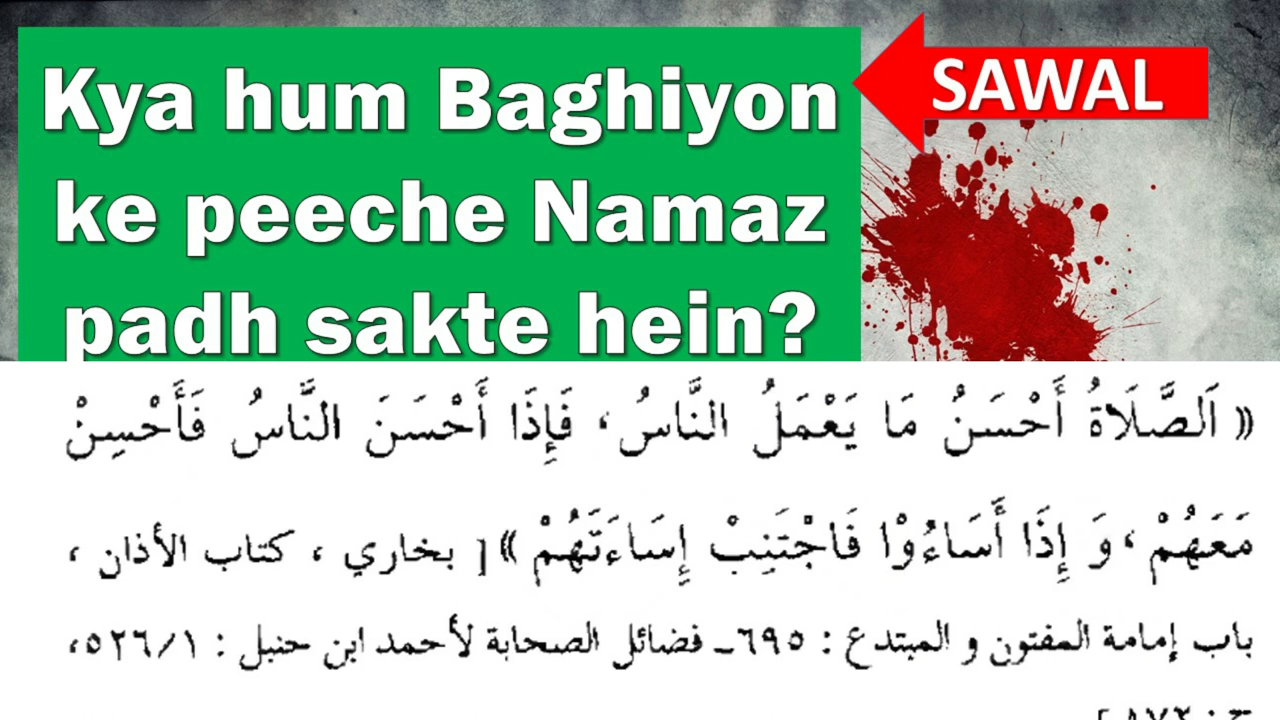 Kya hum Baghiyon
ke peeche Namaz
padh sakte hein?
SAWAL
(( اَلصَّلَاةُ أَحْسَنُ مَا يَعْمَلُ النَّاسُ ، فَإِذَا أَحْسَنَ النَّاسُ فَأَحْسِنْ
مَعَهُمْ ، وَ إِذَا أَسَاءُوْا فَاجْتَنِبْ إِسَاءَتَهُمْ )) [ بخاري ، كتاب الأذان ،
باب إمامة المفتون و المبتدع : ٦٩٥ـ فضائل الصحابة لأحمد ابن حنبل : ٥٢٦/١،